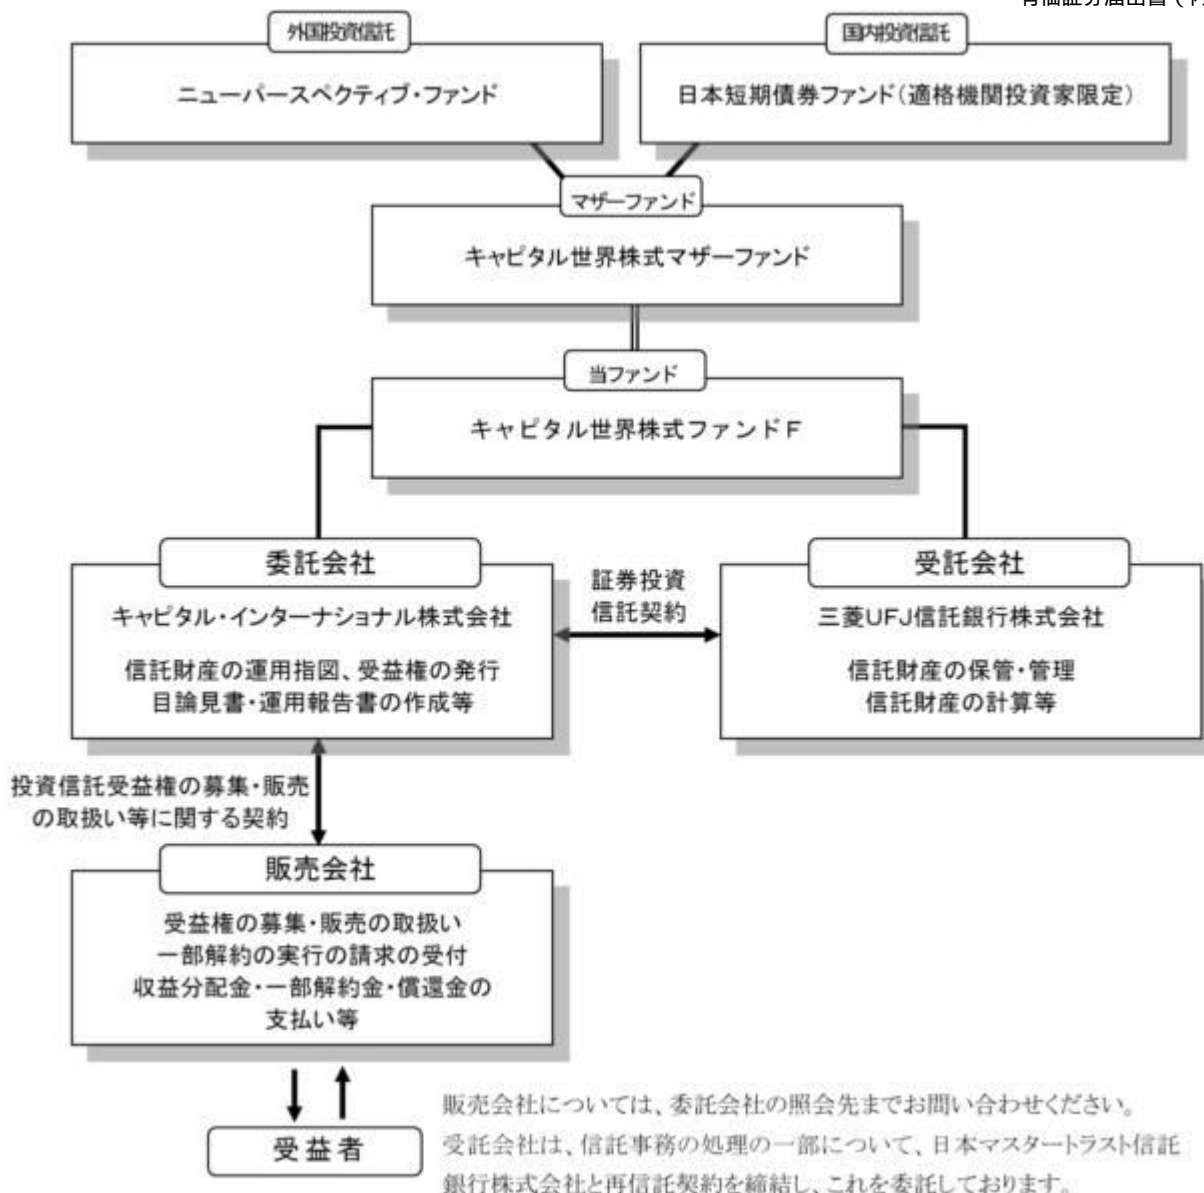 外国投資信託
ニューパースペクティブ・ファンド
国内投資信託
日本短期債券ファンド(適格機関投資家限定)
マザーファンド
キャピタル世界株式マザーファンド
当ファンド
キャピタル世界株式ファンドF
委託会社
キャピタル・インターナショナル株式会社
信託財産の運用指図、受益権の発行
目論見書・運用報告書の作成等
証券投資
信託契約
受託会社
三菱UFJ信託銀行株式会社
信託財産の保管・管理
信託財産の計算等
投資信託受益権の募集・販売
の取扱い等に関する契約
販売会社
受益権の募集・販売の取扱い
一部解約の実行の請求の受付
収益分配金・一部解約金・償還金の
支払い等
受益者
販売会社については、委託会社の照会先までお問い合わせください。
受託会社は、信託事務の処理の一部について、日本マスタートラスト信託
銀行株式会社と再信託契約を締結し、これを委託しております。